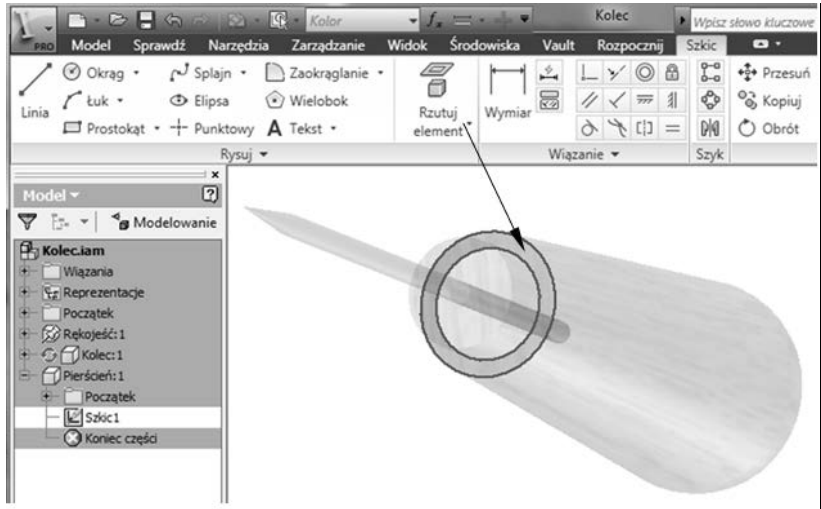 PRO
Kolor
fx
Kolec
Wpisz słowo kluczowe
Model Sprawdź Narzędzia Zarządzanie Widok Środowiska Vault Rozpocznij Szkic
Linia
Okrąg
Łuk
Prostokąt
Splajn
Elipsa
Punktowy
Zaokrąglanie
Wielobok
A Tekst
Rzutuj
element
Wymiar
Przesuń
Kopiuj
Obrót
Rysuj
Wiązanie
Szyk
Model
Modelowanie
Kolec.iam
Wiązania
Reprezentacje
Początek
Rękojeść:1
Kolec:1
Pierścień:1
Początek
Szkic1
Koniec części